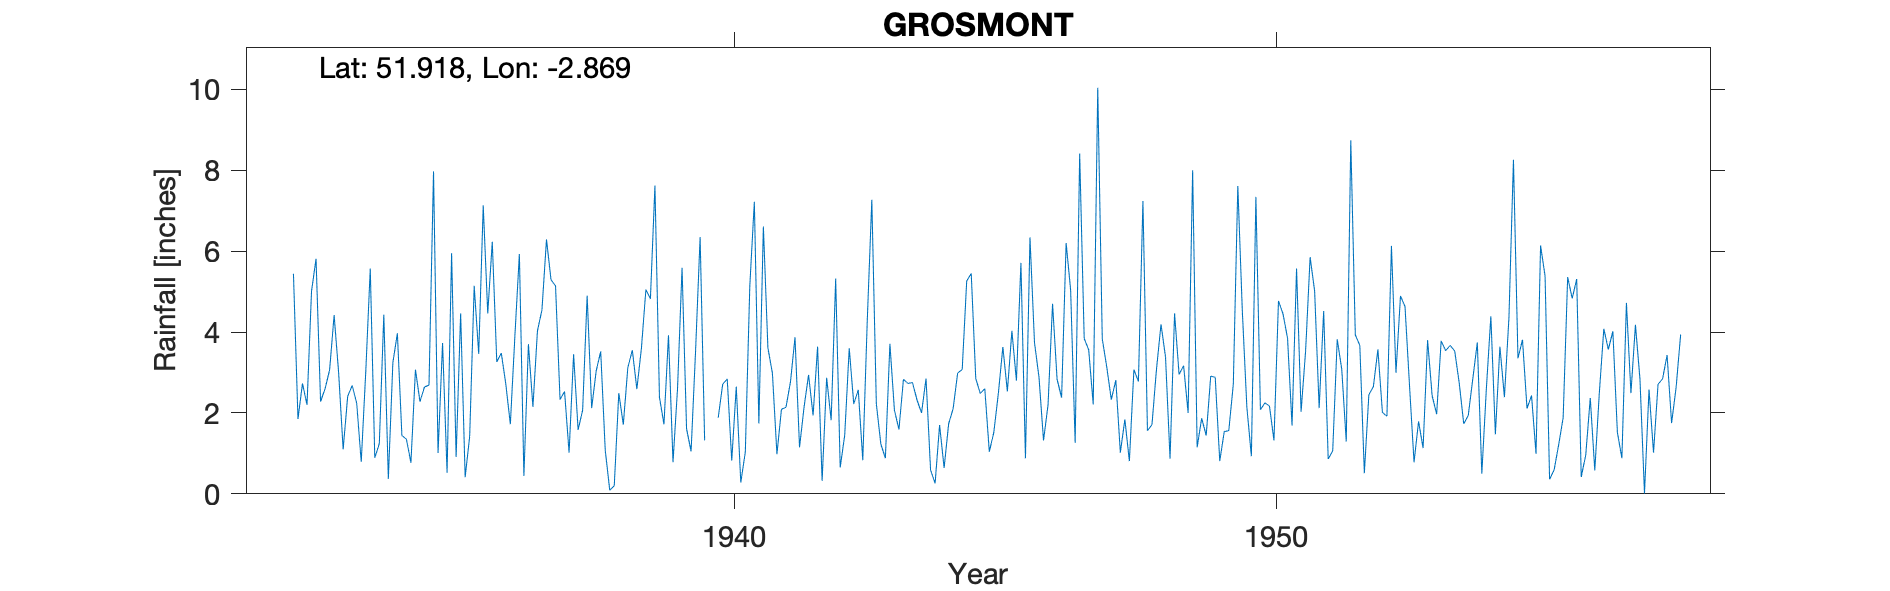 GROSMONT
Lat: 51.918, Lon: -2.869
10
8
6
4
2
0
Rainfall [inches]
1940
1950
Year